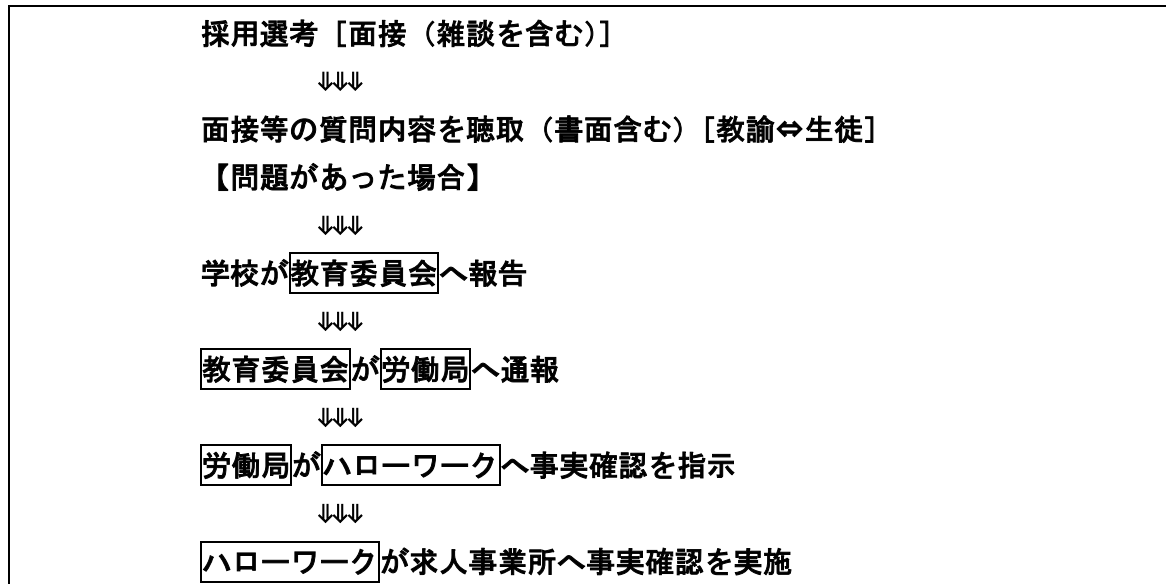 採用選考［面接（雑談を含む）］
⇓⇓⇓
面接等の質問内容を聴取（書面含む）［教諭⇔生徒］
【問題があった場合】
⇓⇓⇓
学校が教育委員会へ報告
⇓⇓⇓
教育委員会が労働局へ通報
⇓⇓⇓
労働局がハローワークへ事実確認を指示
⇓⇓⇓
ハローワークが求人事業所へ事実確認を実施